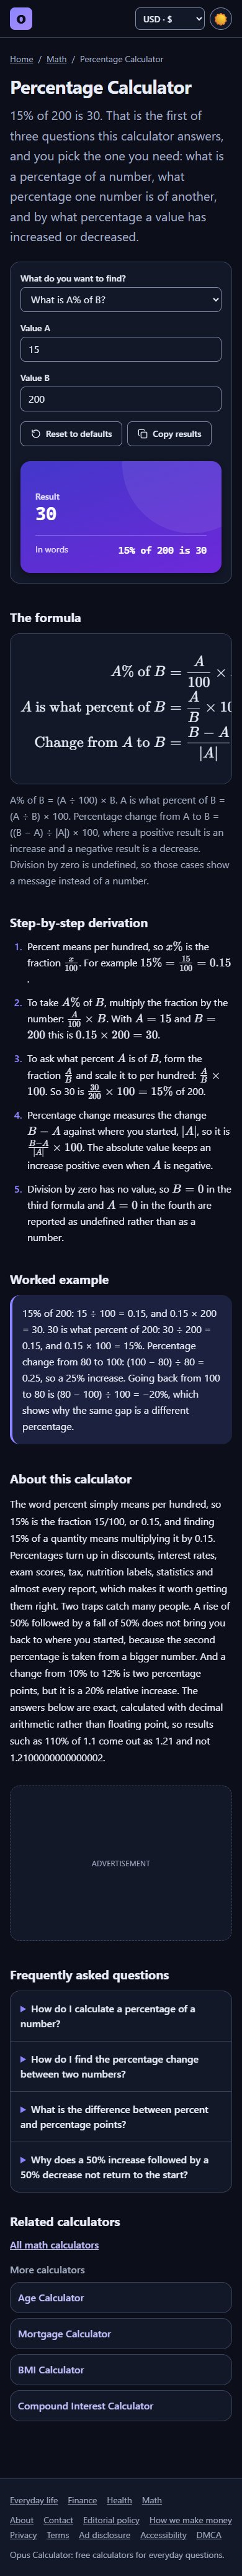 O
USD · $
Home / Math / Percentage Calculator
Percentage Calculator
15% of 200 is 30. That is the first of
three questions this calculator answers,
and you pick the one you need: what is
a percentage of a number, what
percentage one number is of another,
and by what percentage a value has
increased or decreased.
What do you want to find?
What is A% of B?
Value A
15
Value B
200
Reset to defaults
Copy results
Result
30
In words
15% of 200 is 30
The formula
A% of B = A/100 ×
A is what percent of B = A/B × 10
Change from A to B = B − A/|A|
A% of B = (A ÷ 100) × B. A is what percent of B =
(A ÷ B) × 100. Percentage change from A to B =
((B − A) ÷ |A|) × 100, where a positive result is an
increase and a negative result is a decrease.
Division by zero is undefined, so those cases show
a message instead of a number.
Step-by-step derivation
1. Percent means per hundred, so x% is the
fraction x/100. For example 15% = 15/100 = 0.15
.
2. To take A% of B, multiply the fraction by the
number: A/100 × B. With A = 15 and B =
200 this is 0.15 × 200 = 30.
3. To ask what percent A is of B, form the
fraction A/B and scale it to per hundred: A/B ×
100. So 30 is 30/200 × 100 = 15% of 200.
4. Percentage change measures the change
B − A against where you started, |A|, so it is
B−A/|A| × 100. The absolute value keeps an
increase positive even when A is negative.
5. Division by zero has no value, so B = 0 in the
third formula and A = 0 in the fourth are
reported as undefined rather than as a
number.
Worked example
15% of 200: 15 ÷ 100 = 0.15, and 0.15 × 200
= 30. 30 is what percent of 200: 30 ÷ 200 =
0.15, and 0.15 × 100 = 15%. Percentage
change from 80 to 100: (100 − 80) ÷ 80 =
0.25, so a 25% increase. Going back from 100
to 80 is (80 − 100) ÷ 100 = −20%, which
shows why the same gap is a different
percentage.
About this calculator
The word percent simply means per hundred, so
15% is the fraction 15/100, or 0.15, and finding
15% of a quantity means multiplying it by 0.15.
Percentages turn up in discounts, interest rates,
exam scores, tax, nutrition labels, statistics and
almost every report, which makes it worth getting
them right. Two traps catch many people. A rise of
50% followed by a fall of 50% does not bring you
back to where you started, because the second
percentage is taken from a bigger number. And a
change from 10% to 12% is two percentage
points, but it is a 20% relative increase. The
answers below are exact, calculated with decimal
arithmetic rather than floating point, so results
such as 110% of 1.1 come out as 1.21 and not
1.2100000000000002.
ADVERTISEMENT
Frequently asked questions
How do I calculate a percentage of a
number?
How do I find the percentage change
between two numbers?
What is the difference between percent
and percentage points?
Why does a 50% increase followed by a
50% decrease not return to the start?
Related calculators
All math calculators
More calculators
Age Calculator
Mortgage Calculator
BMI Calculator
Compound Interest Calculator
Everyday life Finance Health Math
About Contact Editorial policy How we make money
Privacy Terms Ad disclosure Accessibility DMCA
Opus Calculator: free calculators for everyday questions.